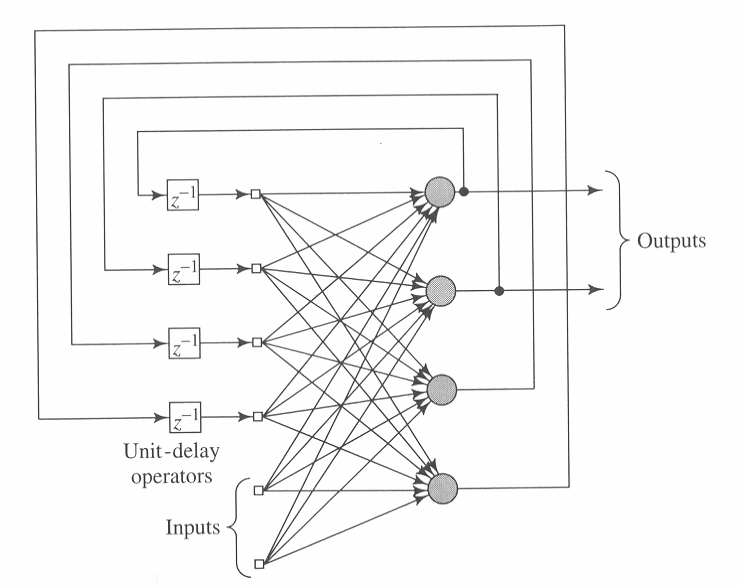 z⁻¹
z⁻¹
Outputs
z⁻¹
z⁻¹
Unit-delay
operators
Inputs